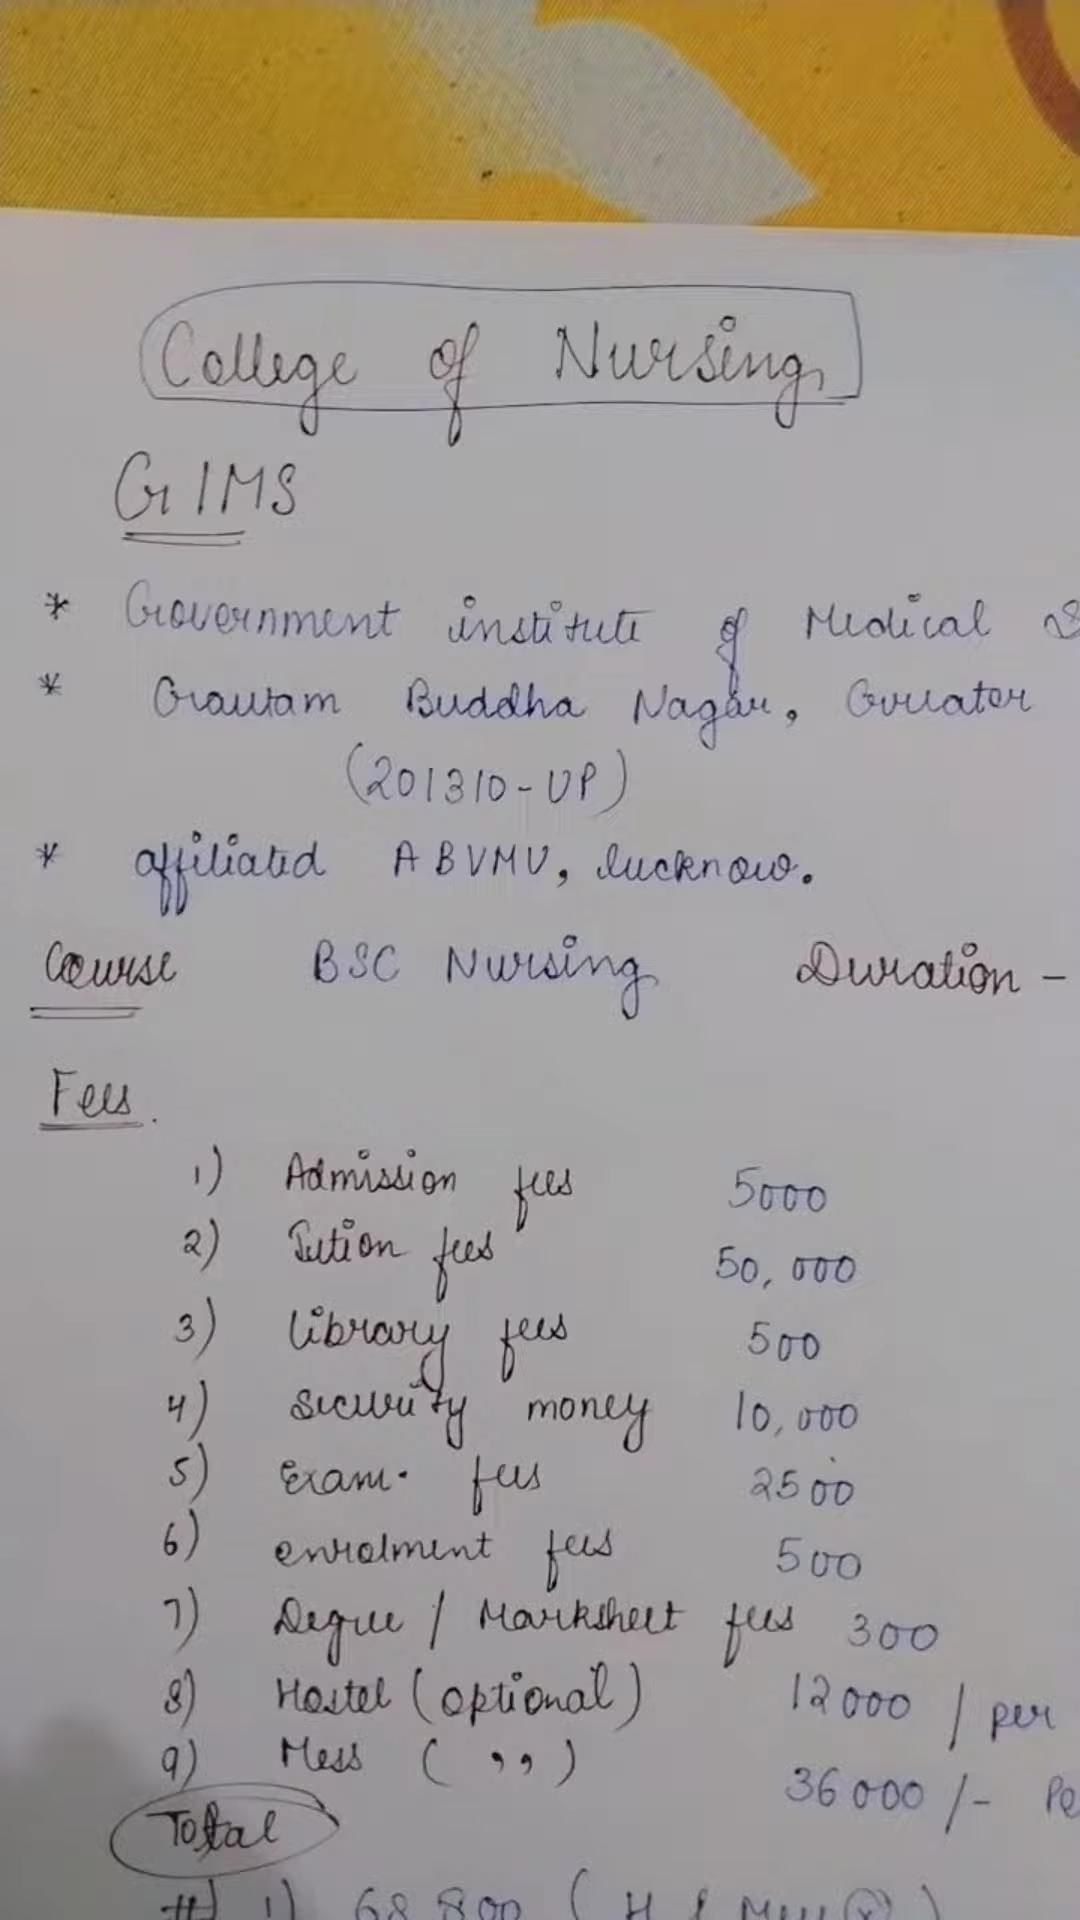 College of Nursing
GIMS
* Government institute of Medical S
* Gautam Buddha Nagar, Greater
(201310-UP)
* affiliated ABVMU, lucknow.
Course BSC Nursing Duration -
Fees.
1) Admission fees 5000
2) Tution fees 50,000
3) library fees 500
4) Security money 10,000
5) Exam. fees 2500
6) enrolment fees 500
7) Degree / Marksheet fees 300
8) Hostel (optional) 12000 / per
9) Mess ( ,, ) 36000 /- Pe
Total
# 1) 68 800 ( H &